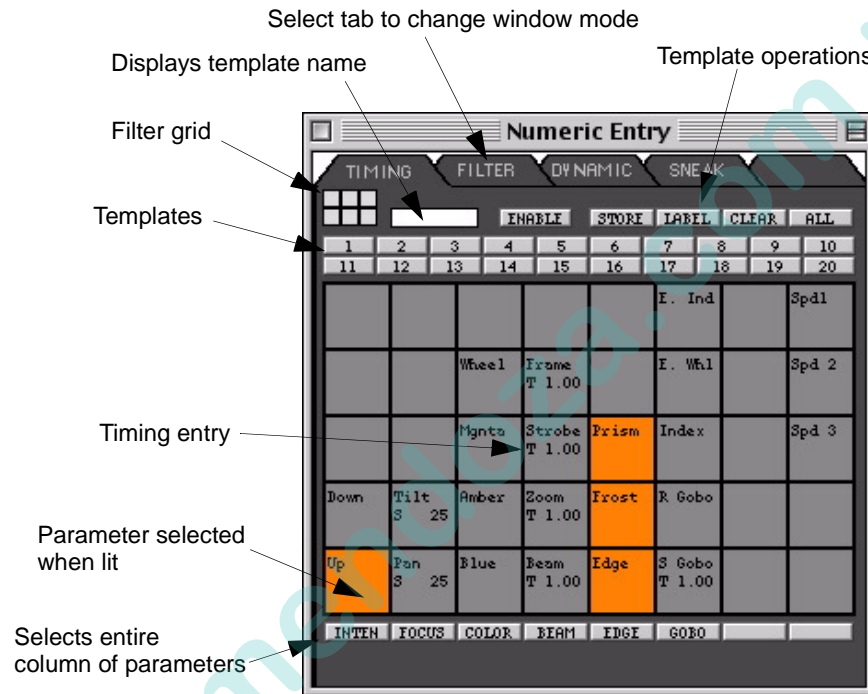 Select tab to change window mode
Displays template name
Template operations
Filter grid
Numeric Entry
TIMING FILTER DYNAMIC SNEAK
Templates
ENABLE STORE LABEL CLEAR ALL
1 2 3 4 5 6 7 8 9 10
11 12 13 14 15 16 17 18 19 20
E. Ind Spd1
Wheel Frame E. Whl Spd 2
T 1.00
Timing entry
Mgnta Strobe Prism Index Spd 3
T 1.00
Down Tilt Amber Zoom Frost R Gobo
S 25 T 1.00
Parameter selected
when lit
Up Pan Blue Beam Edge S Gobo
S 25 T 1.00 T 1.00
Selects entire
column of parameters
INTEN FOCUS COLOR BEAM EDGE GOBO
mendoza.com